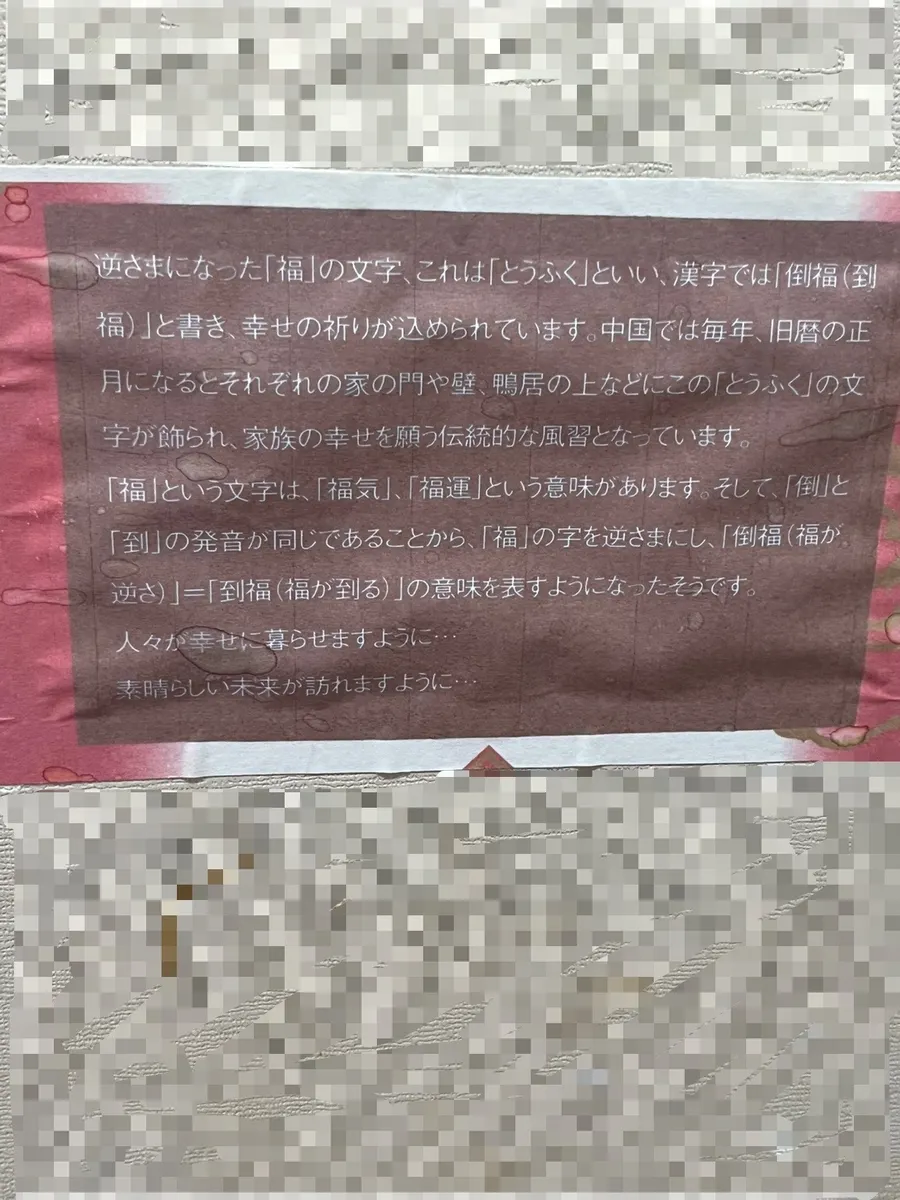 逆さまになった「福」の文字、これは「とうふく」といい、漢字では「倒福（到
福）」と書き、幸せの祈りが込められています。中国では毎年、旧暦の正
月になるとそれぞれの家の門や壁、鴨居の上などにこの「とうふく」の文
字が飾られ、家族の幸せを願う伝統的な風習となっています。
「福」という文字は、「福気」、「福運」という意味があります。そして、「倒」と
「到」の発音が同じであることから、「福」の字を逆さまにし、「倒福（福が
逆さ）」＝「到福（福が到る）」の意味を表すようになったそうです。
人々が幸せに暮らせますように…
素晴らしい未来が訪れますように…